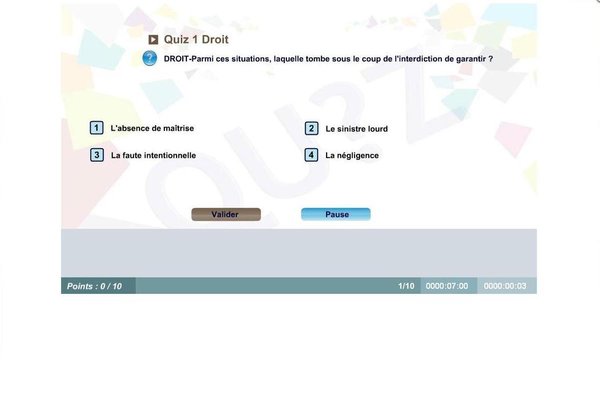 Quiz 1 Droit
? DROIT-Parmi ces situations, laquelle tombe sous le coup de l'interdiction de garantir ?
QUIZ
1 L'absence de maîtrise
2 Le sinistre lourd
3 La faute intentionnelle
4 La négligence
Valider Pause
Points : 0 / 10 1/10 0000:07:00 0000:00:03